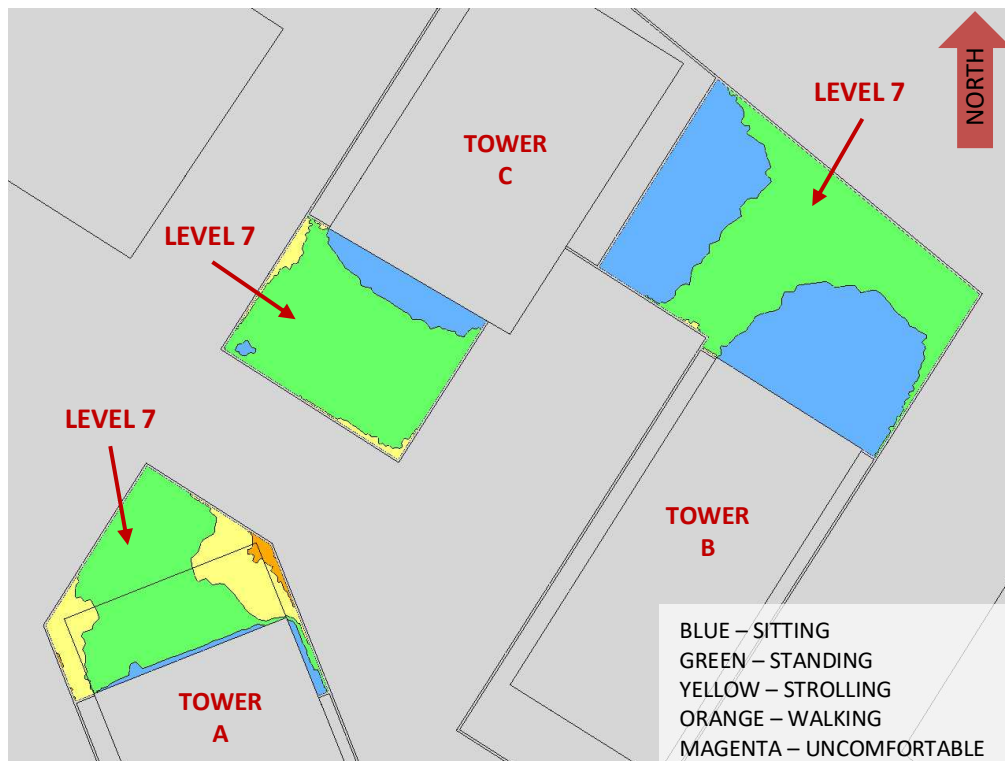 NORTH
LEVEL 7
TOWER
C
LEVEL 7
LEVEL 7
TOWER
B
TOWER
A
BLUE – SITTING
GREEN – STANDING
YELLOW – STROLLING
ORANGE – WALKING
MAGENTA – UNCOMFORTABLE